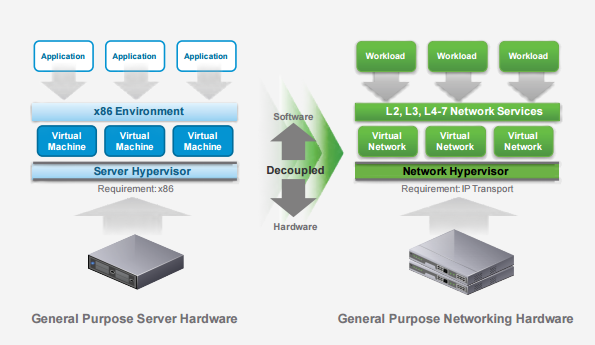 Application
Application
Application
x86 Environment
Virtual
Machine
Virtual
Machine
Virtual
Machine
Server Hypervisor
Requirement: x86
General Purpose Server Hardware
Software
Decoupled
Hardware
Workload
Workload
Workload
L2, L3, L4-7 Network Services
Virtual
Network
Virtual
Network
Virtual
Network
Network Hypervisor
Requirement: IP Transport
General Purpose Networking Hardware